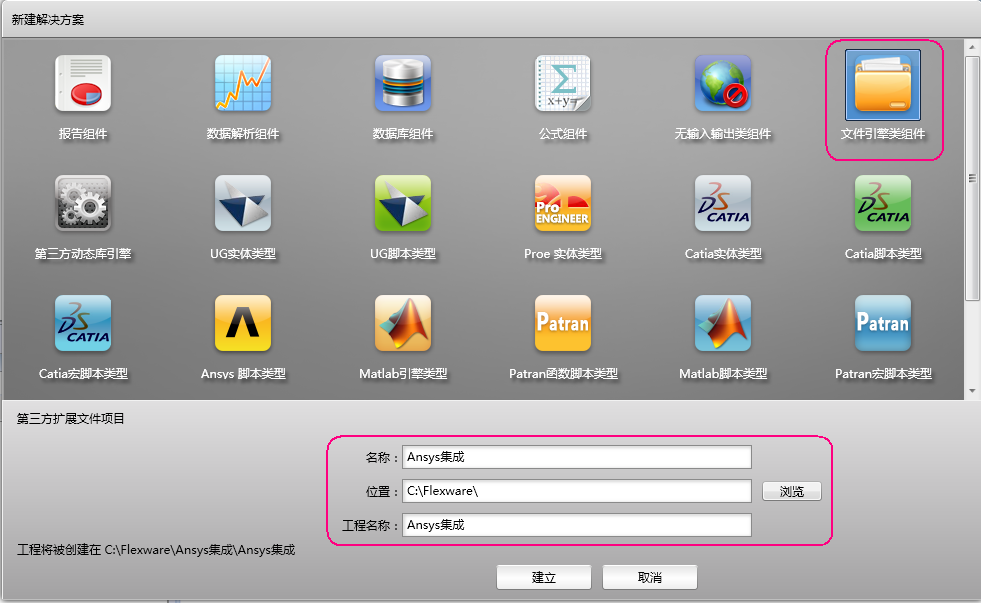 新建解决方案
报告组件
数据解析组件
数据库组件
Σ
x+y=
公式组件
无输入输出类组件
文件引擎类组件
第三方动态库引擎
UG实体类型
UG脚本类型
Pro
ENGINEER
Proe 实体类型
CATIA
Catia实体类型
CATIA
Catia脚本类型
CATIA
Catia宏脚本类型
Ansys 脚本类型
Matlab引擎类型
Patran
Patran函数脚本类型
Matlab脚本类型
Patran
Patran宏脚本类型
第三方扩展文件项目
名称： Ansys集成
位置： C:\Flexware\ 浏览
工程名称： Ansys集成
工程将被创建在 C:\Flexware\Ansys集成\Ansys集成
建立 取消